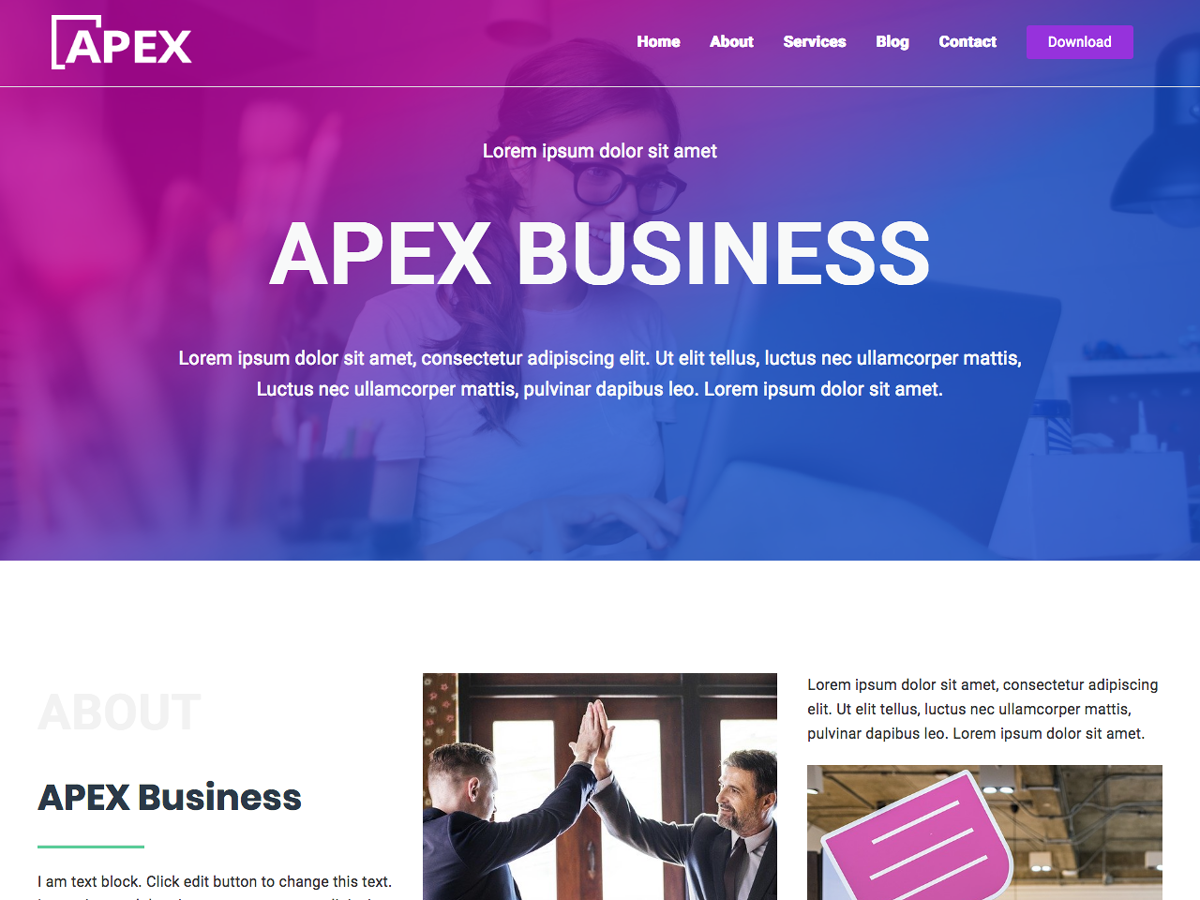 APEX
Home About Services Blog Contact Download
Lorem ipsum dolor sit amet
APEX BUSINESS
Lorem ipsum dolor sit amet, consectetur adipiscing elit. Ut elit tellus, luctus nec ullamcorper mattis,
Luctus nec ullamcorper mattis, pulvinar dapibus leo. Lorem ipsum dolor sit amet.
ABOUT
APEX Business
I am text block. Click edit button to change this text.
Lorem ipsum dolor sit amet, consectetur adipiscing
elit. Ut elit tellus, luctus nec ullamcorper mattis,
pulvinar dapibus leo. Lorem ipsum dolor sit amet.